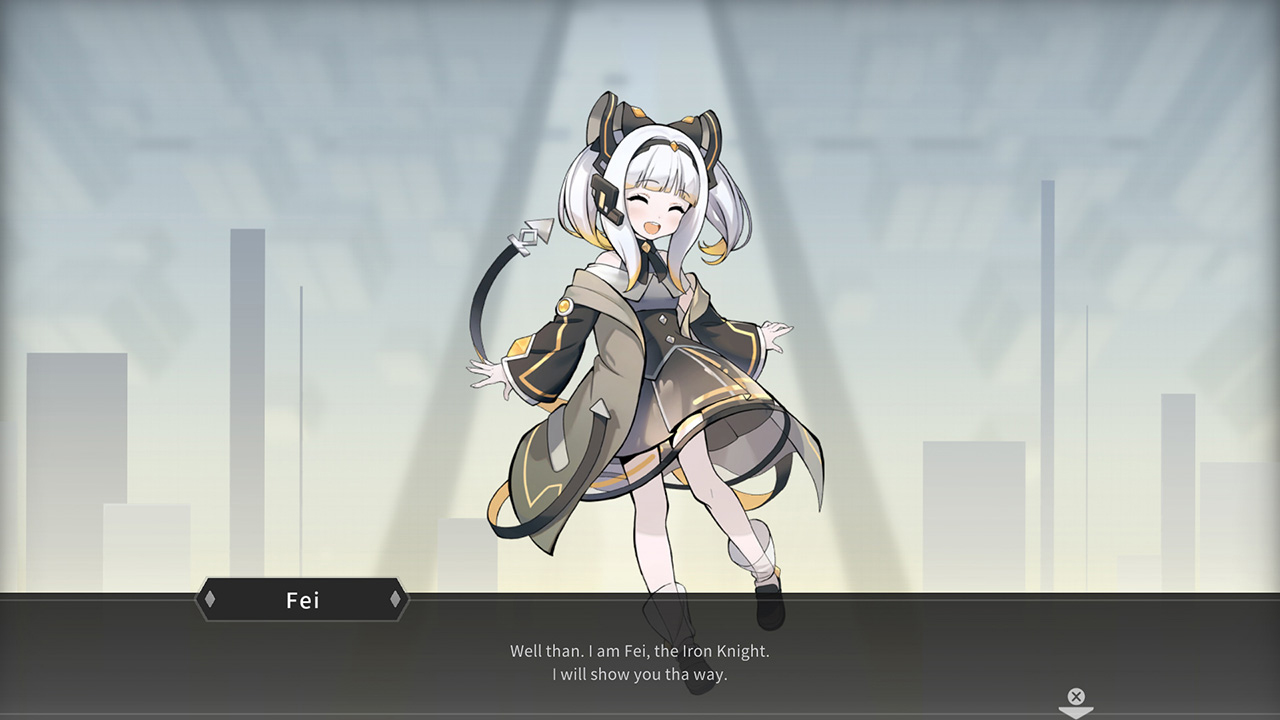 Fei
Well than. I am Fei, the Iron Knight.
I will show you tha way.